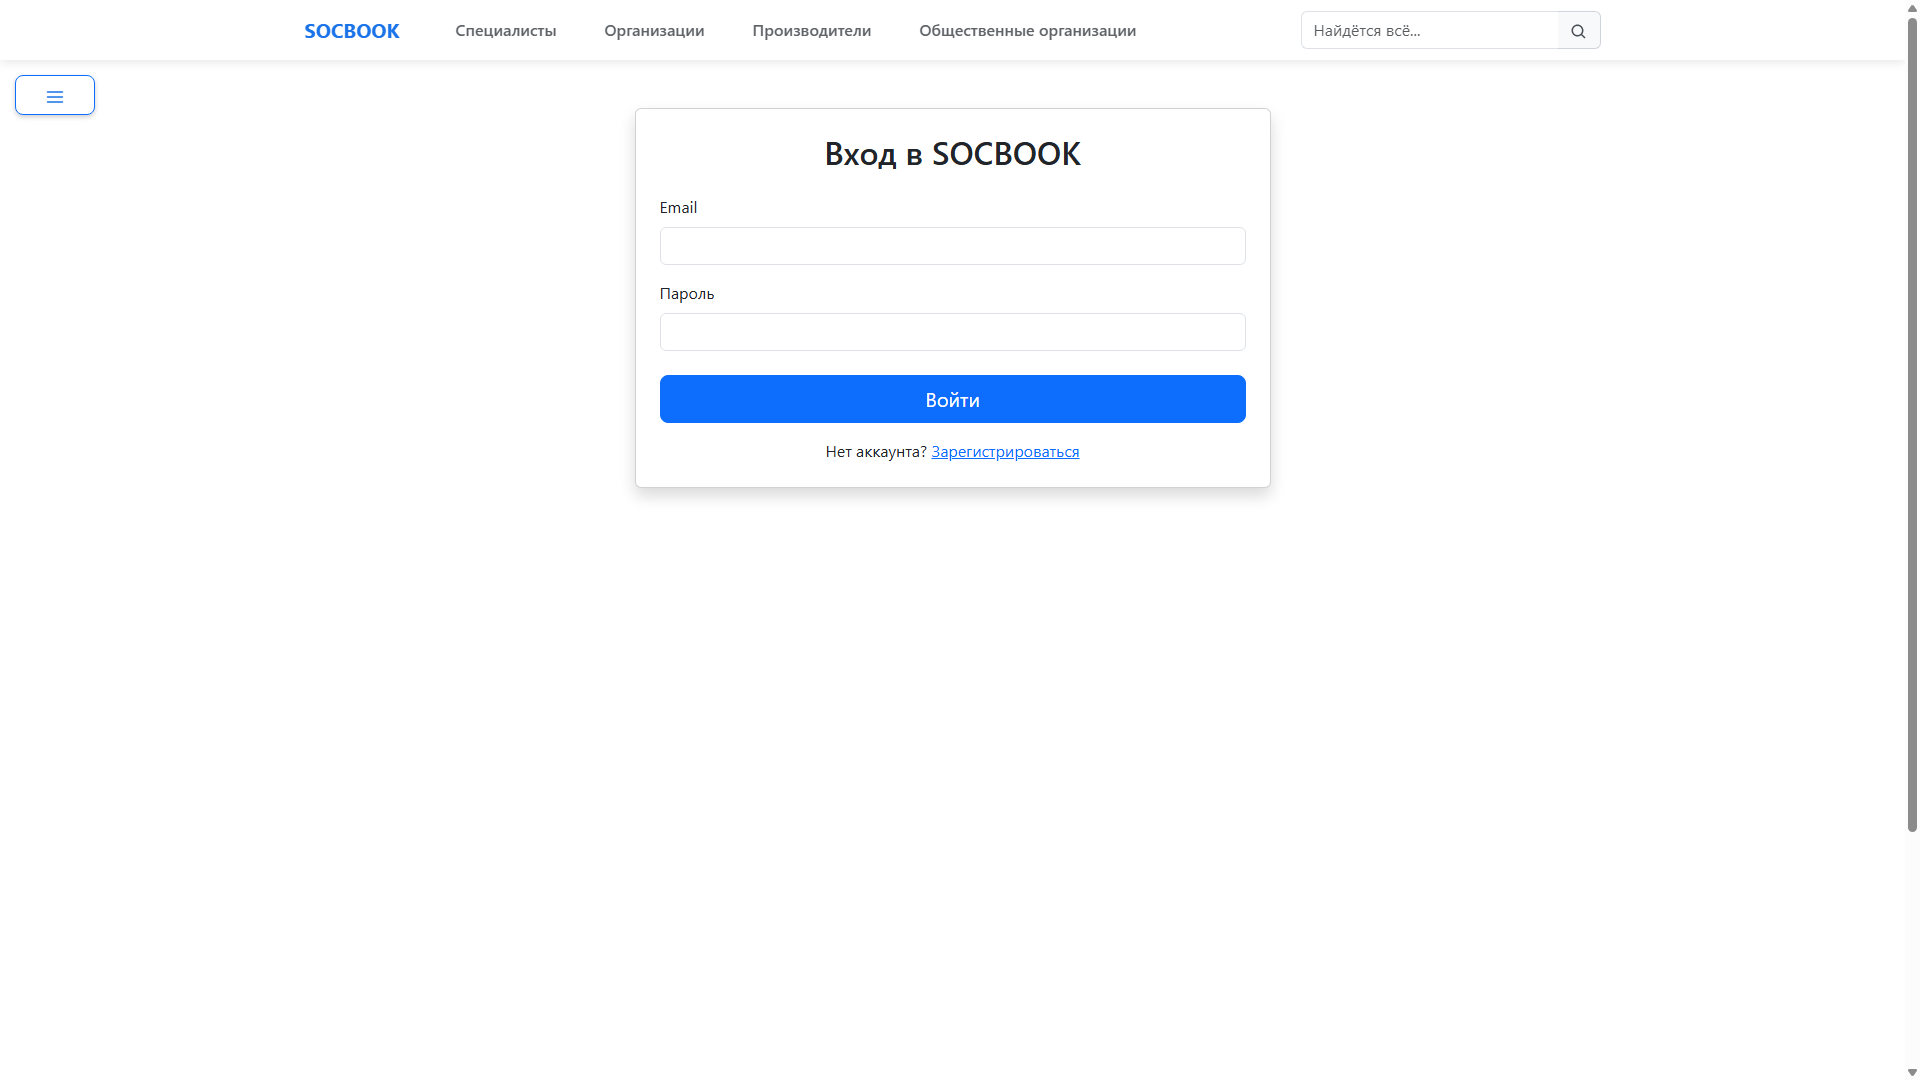 SOCBOOK
Специалисты
Организации
Производители
Общественные организации
Найдётся всё...
Вход в SOCBOOK
Email
Пароль
Войти
Нет аккаунта? Зарегистрироваться